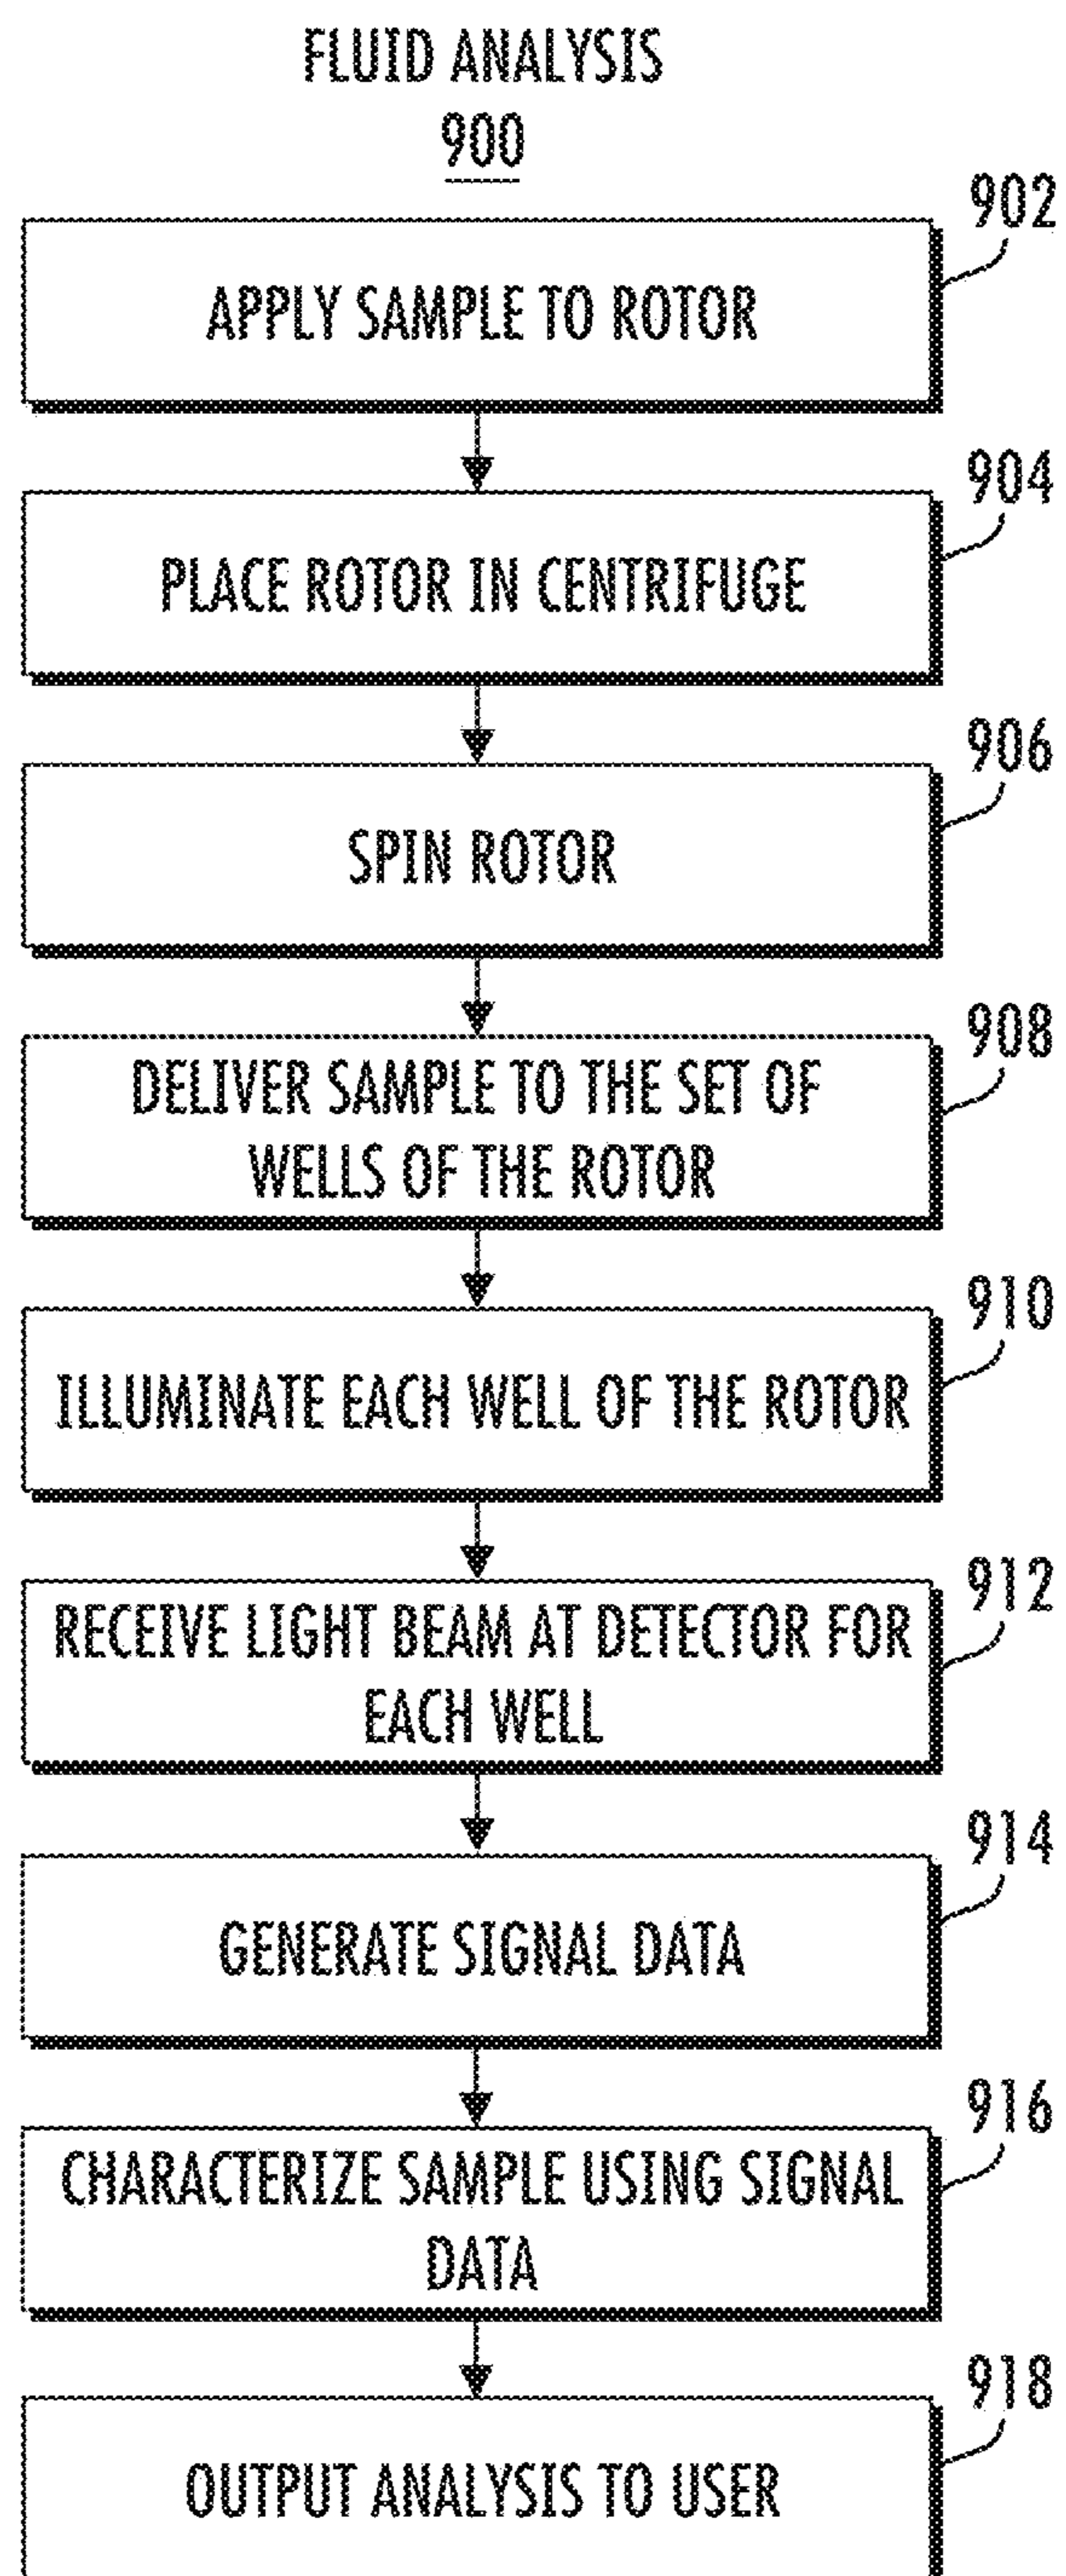 FLUID ANALYSIS
900
902
APPLY SAMPLE TO ROTOR
904
PLACE ROTOR IN CENTRIFUGE
906
SPIN ROTOR
908
DELIVER SAMPLE TO THE SET OF
WELLS OF THE ROTOR
910
ILLUMINATE EACH WELL OF THE ROTOR
912
RECEIVE LIGHT BEAM AT DETECTOR FOR
EACH WELL
914
GENERATE SIGNAL DATA
916
CHARACTERIZE SAMPLE USING SIGNAL
DATA
918
OUTPUT ANALYSIS TO USER